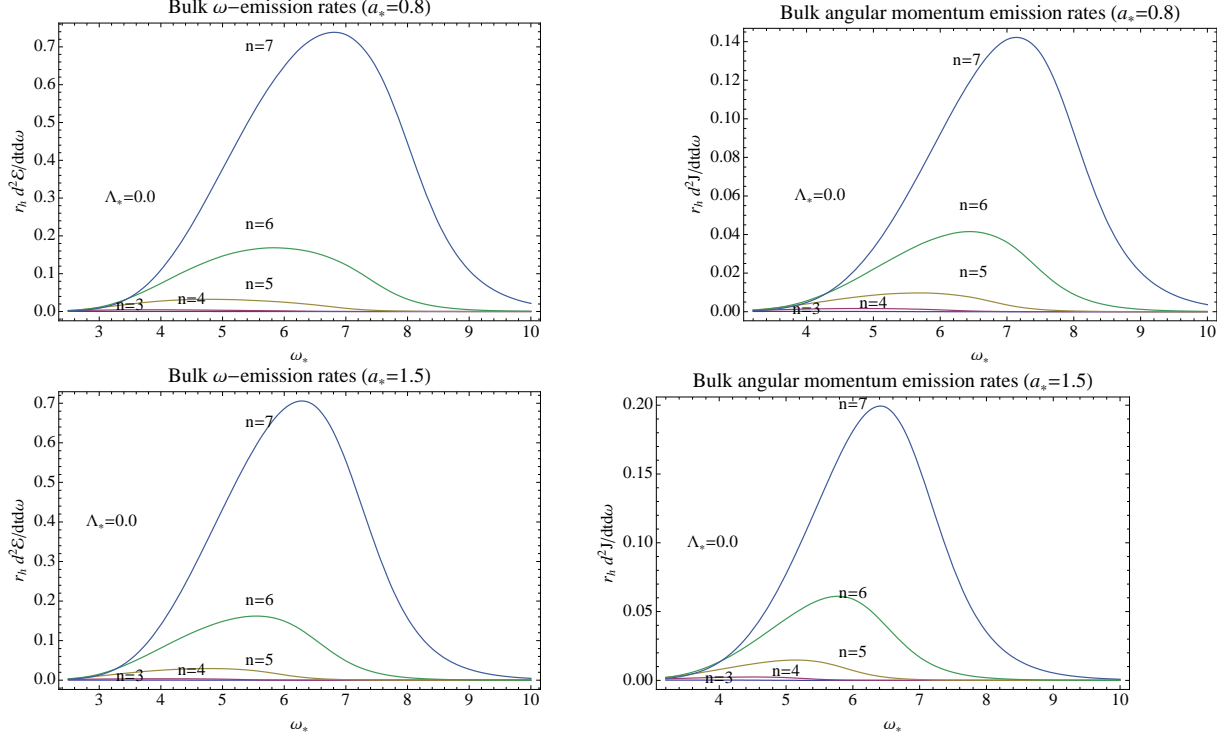 Bulk ω−emission rates (a*=0.8)
r_h d²ℰ/dtdω
0.7
0.6
0.5
0.4
0.3
0.2
0.1
0.0
n=7
Λ*=0.0
n=6
n=5
n=4
n=3
3 4 5 6 7 8 9 10
ω*
Bulk angular momentum emission rates (a*=0.8)
r_h d²J/dtdω
0.14
0.12
0.10
0.08
0.06
0.04
0.02
0.00
n=7
Λ*=0.0
n=6
n=5
n=4
n=3
4 5 6 7 8 9 10
ω*
Bulk ω−emission rates (a*=1.5)
r_h d²ℰ/dtdω
0.7
0.6
0.5
0.4
0.3
0.2
0.1
0.0
n=7
Λ*=0.0
n=6
n=5
n=4
n=3
3 4 5 6 7 8 9 10
ω*
Bulk angular momentum emission rates (a*=1.5)
r_h d²J/dtdω
0.20
0.15
0.10
0.05
0.00
n=7
Λ*=0.0
n=6
n=5
n=4
n=3
4 5 6 7 8 9 10
ω*